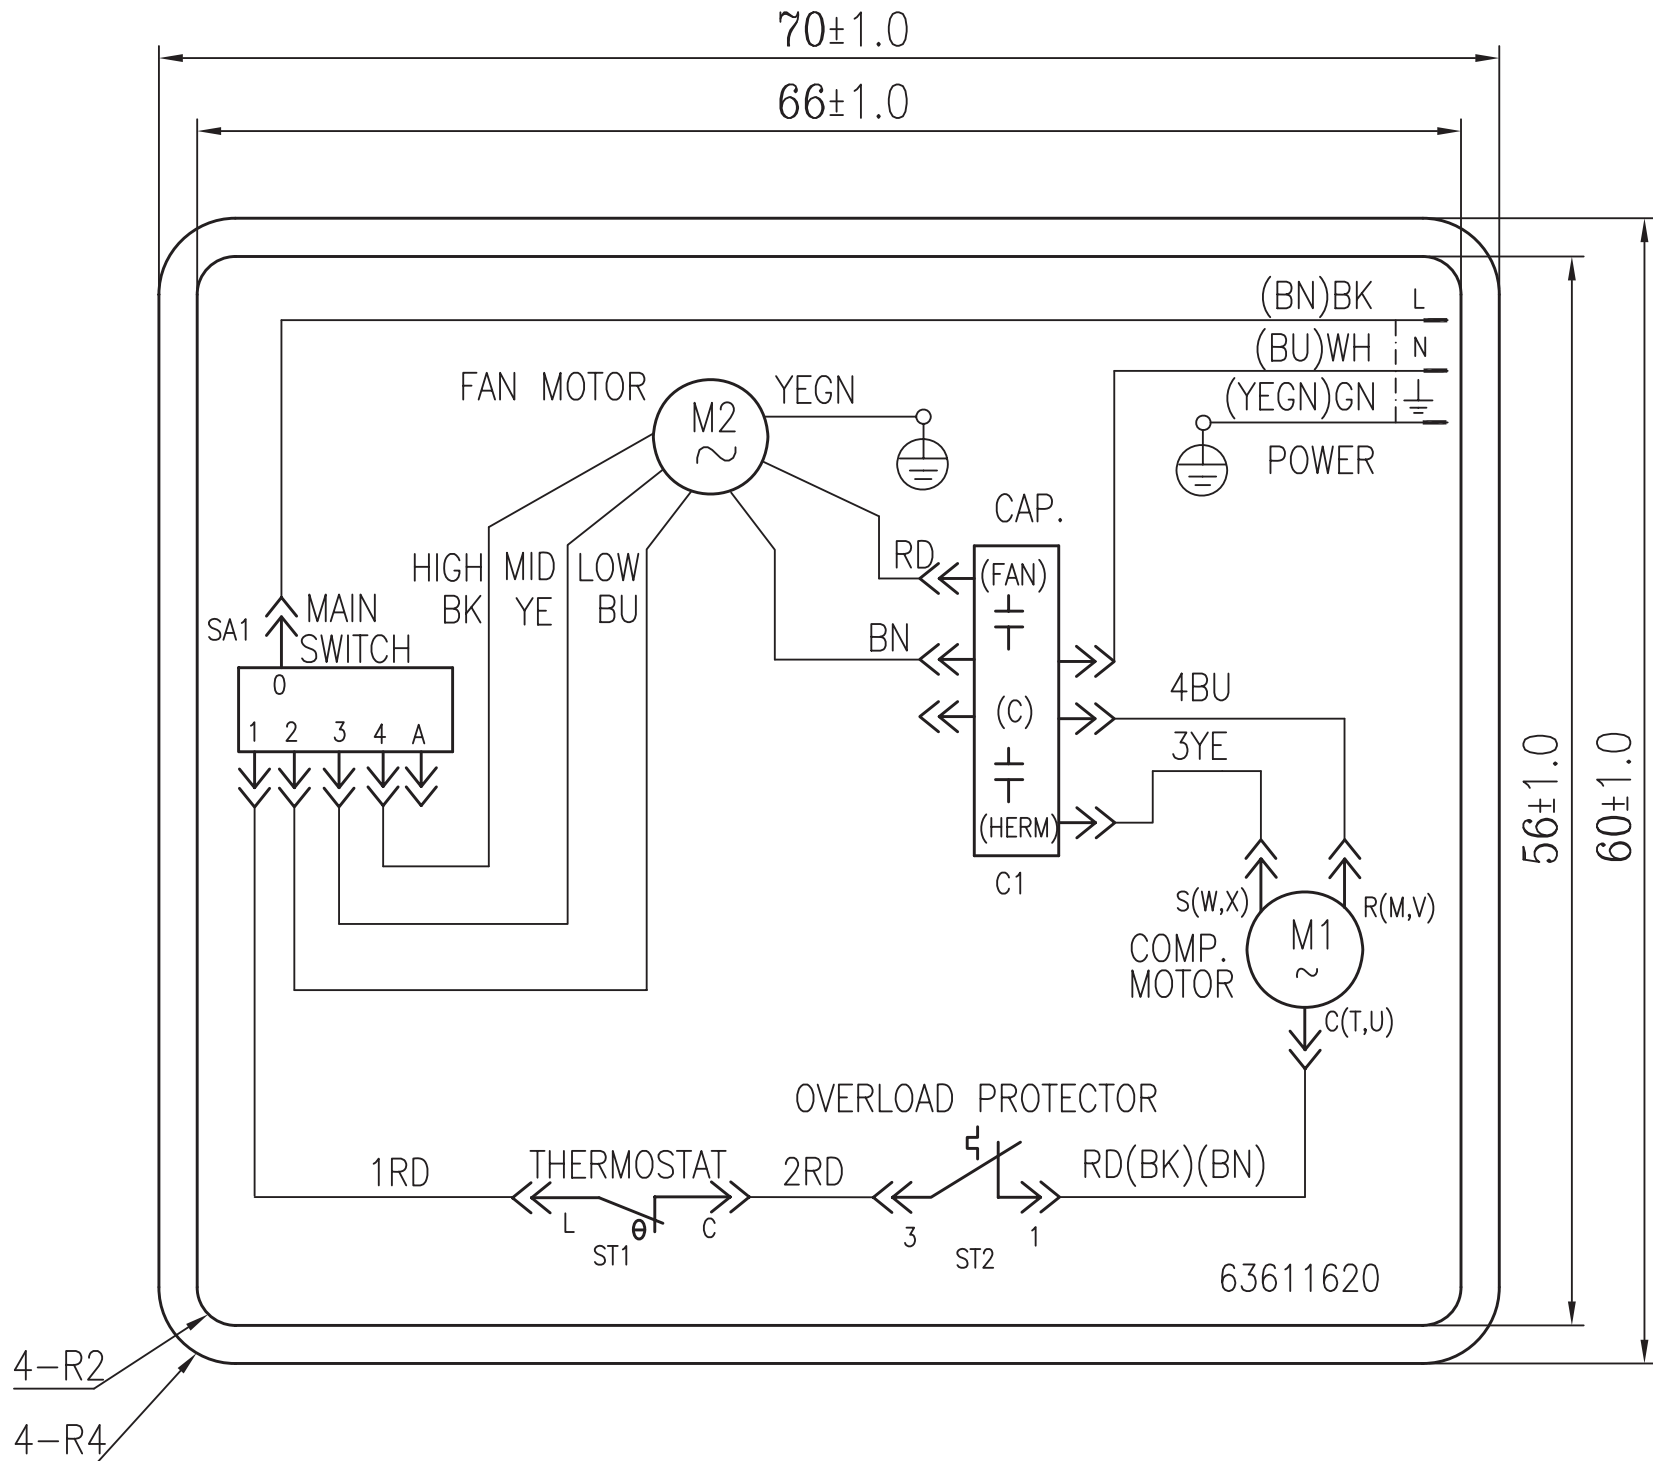 70±1.0
66±1.0
(BN)BK L
(BU)WH N
(YEGN)GN
POWER
FAN MOTOR
M2
~
YEGN
CAP.
HIGH MID LOW
BK YE BU
RD
(FAN)
BN
SA1
MAIN
SWITCH
0
1 2 3 4 A
(C)
4BU
3YE
(HERM)
C1
S(W,X)
R(M,V)
COMP.
MOTOR
M1
~
C(T,U)
56±1.0
60±1.0
OVERLOAD PROTECTOR
1RD
THERMOSTAT
2RD
RD(BK)(BN)
L
θ
C
ST1
3
1
ST2
63611620
4-R2
4-R4